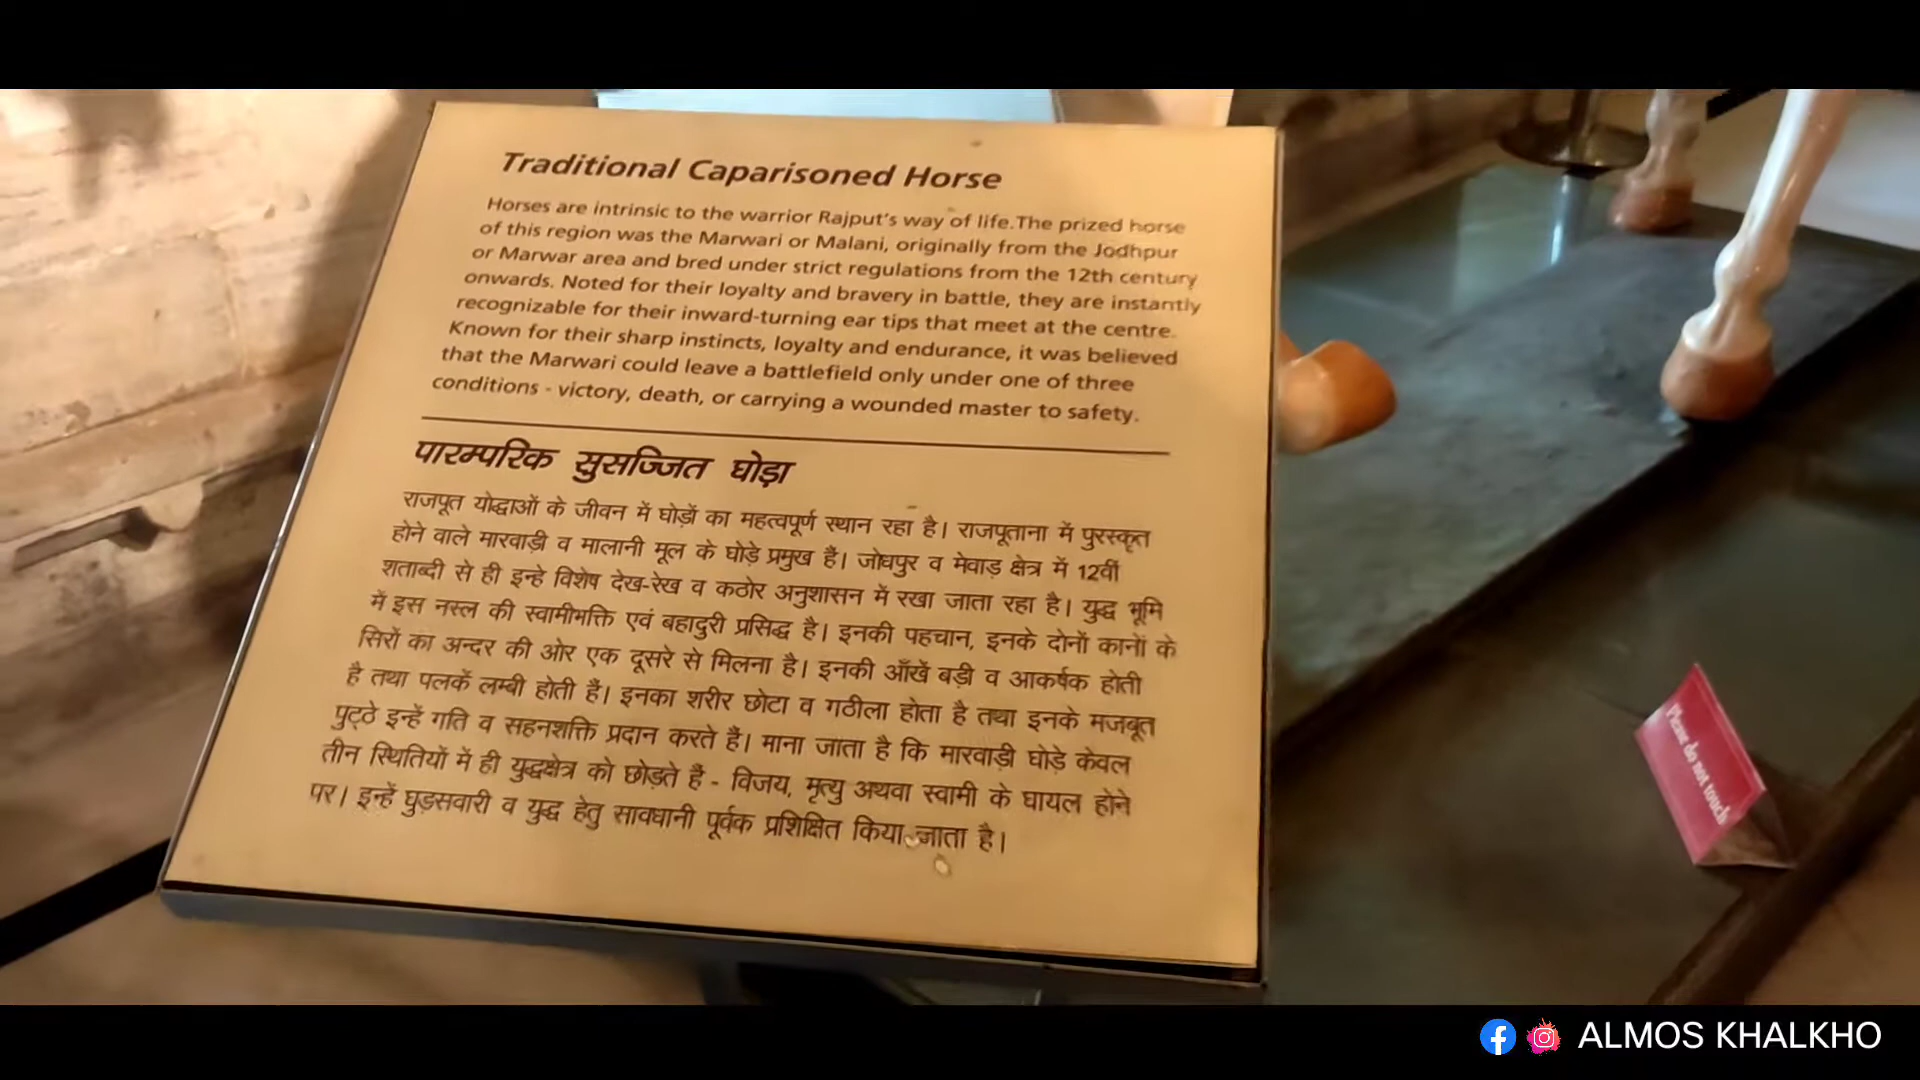 Traditional Caparisoned Horse
Horses are intrinsic to the warrior Rajput's way of life.The prized horse
of this region was the Marwari or Malani, originally from the Jodhpur
or Marwar area and bred under strict regulations from the 12th century
onwards. Noted for their loyalty and bravery in battle, they are instantly
recognizable for their inward-turning ear tips that meet at the centre.
Known for their sharp instincts, loyalty and endurance, it was believed
that the Marwari could leave a battlefield only under one of three
conditions - victory, death, or carrying a wounded master to safety.
पारम्परिक सुसज्जित घोड़ा
राजपूत योद्धाओं के जीवन में घोड़ों का महत्वपूर्ण स्थान रहा है। राजपूताना में पुरस्कृत
होने वाले मारवाड़ी व मालानी मूल के घोड़े प्रमुख हैं। जोधपुर व मेवाड़ क्षेत्र में 12वीं
शताब्दी से ही इन्हे विशेष देख-रेख व कठोर अनुशासन में रखा जाता रहा है। युद्ध भूमि
में इस नस्ल की स्वामीभक्ति एवं बहादुरी प्रसिद्ध है। इनकी पहचान, इनके दोनों कानों के
सिरों का अन्दर की ओर एक दूसरे से मिलना है। इनकी आँखें बड़ी व आकर्षक होती
है तथा पलकें लम्बी होती हैं। इनका शरीर छोटा व गठीला होता है तथा इनके मजबूत
पुट्ठे इन्हें गति व सहनशक्ति प्रदान करते हैं। माना जाता है कि मारवाड़ी घोड़े केवल
तीन स्थितियों में ही युद्धक्षेत्र को छोड़ते हैं - विजय, मृत्यु अथवा स्वामी के घायल होने
पर। इन्हें घुड़सवारी व युद्ध हेतु सावधानी पूर्वक प्रशिक्षित किया जाता है।
Please do not touch
ALMOS KHALKHO